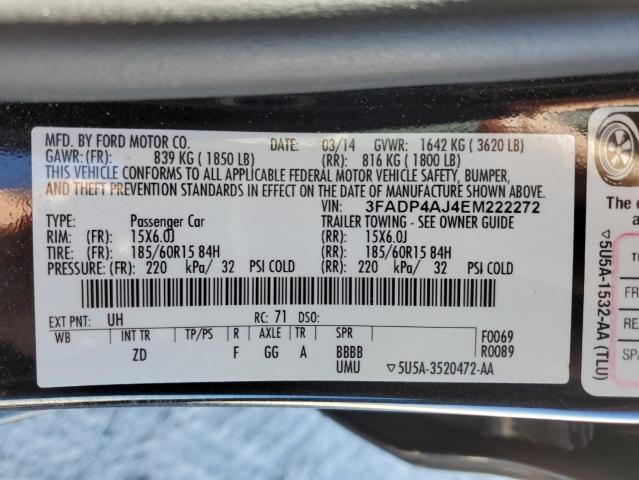 MFD. BY FORD MOTOR CO. DATE: 03/14 GVWR: 1642 KG ( 3620 LB)
GAWR: (FR): 839 KG ( 1850 LB) (RR): 816 KG ( 1800 LB)
THIS VEHICLE CONFORMS TO ALL APPLICABLE FEDERAL MOTOR VEHICLE SAFETY, BUMPER,
AND THEFT PREVENTION STANDARDS IN EFFECT ON THE DATE OF MANUFACTURE SHOWN ABOVE.
VIN: 3FADP4AJ4EM222272
TYPE: Passenger Car TRAILER TOWING - SEE OWNER GUIDE
RIM: (FR): 15X6.0J (RR): 15X6.0J
TIRE: (FR): 185/60R15 84H (RR): 185/60R15 84H
PRESSURE: (FR): 220 kPa/ 32 PSI COLD (RR): 220 kPa/ 32 PSI COLD
EXT PNT: UH RC: 71 DSO:
WB INT TR TP/PS R AXLE TR SPR F0069
ZD F GG A BBBB R0089
UMU ▽5U5A-3520472-AA
▽5U5A-1532-AA (TLU)
The